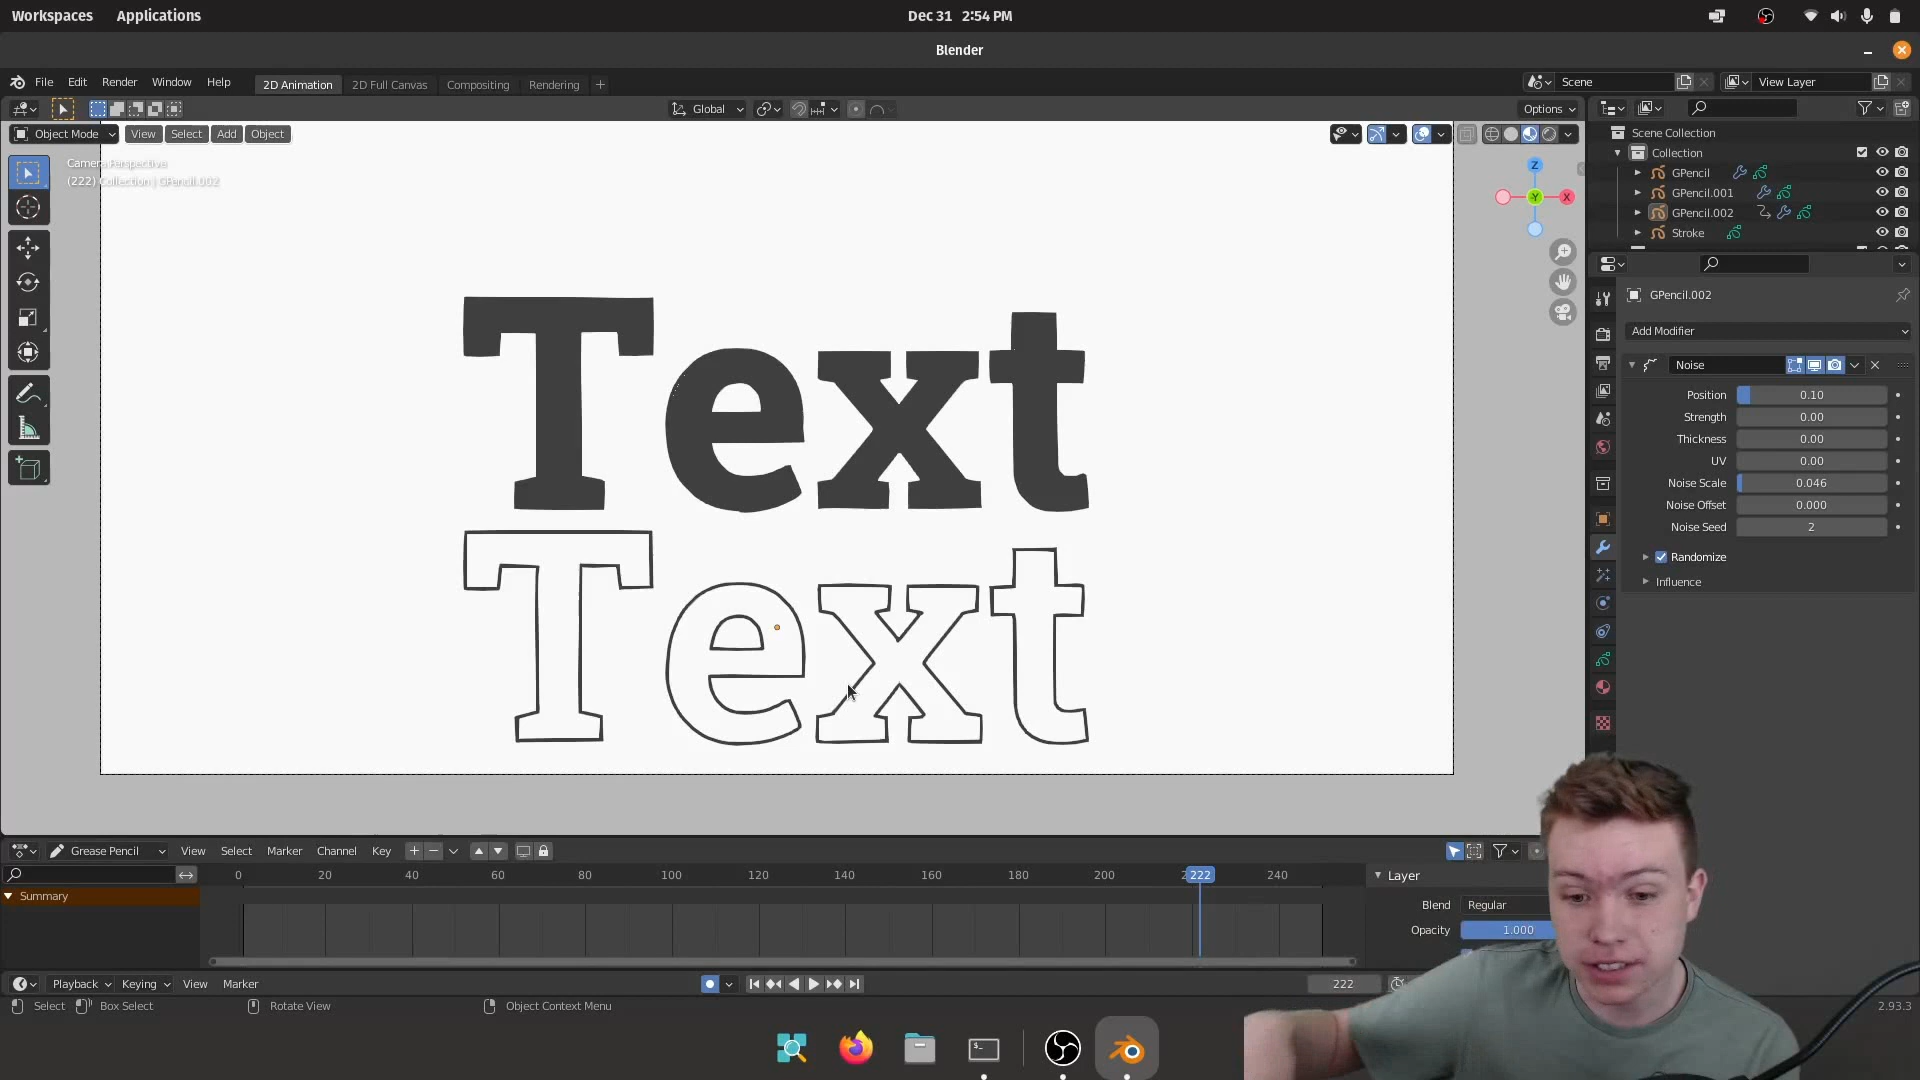 Workspaces Applications Dec 31 2:54 PM
Blender
File Edit Render Window Help 2D Animation 2D Full Canvas Compositing Rendering + Scene View Layer
Global Options
Object Mode View Select Add Object
Camera Perspective
(222) Collection | GPencil.002
Z
Y X
Scene Collection
Collection
GPencil
GPencil.001
GPencil.002
Stroke
GPencil.002
Add Modifier
Noise
Position 0.10
Strength 0.00
Thickness 0.00
UV 0.00
Noise Scale 0.046
Noise Offset 0.000
Noise Seed 2
Randomize
Influence
Text
Text
Grease Pencil View Select Marker Channel Key
0 20 40 60 80 100 120 140 160 180 200 222 240
Summary
Layer
Blend Regular
Opacity 1.000
Playback Keying View Marker 222
Select Box Select Rotate View Object Context Menu 2.93.3